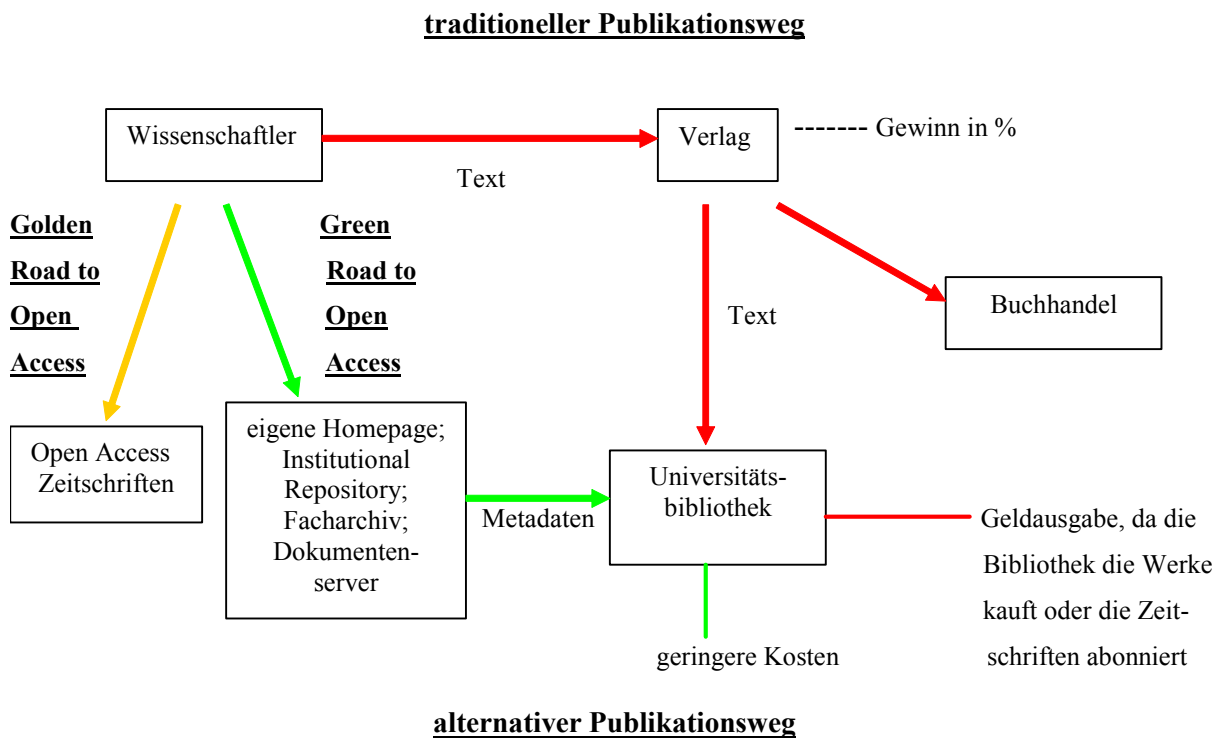 traditioneller Publikationsweg
Wissenschaftler
Verlag
------- Gewinn in %
Text
Golden
Road to
Open
Access
Green
Road to
Open
Access
Text
Buchhandel
Open Access
Zeitschriften
eigene Homepage;
Institutional
Repository;
Facharchiv;
Dokumenten-
server
Metadaten
Universitäts-
bibliothek
Geldausgabe, da die
Bibliothek die Werke
kauft oder die Zeit-
schriften abonniert
geringere Kosten
alternativer Publikationsweg